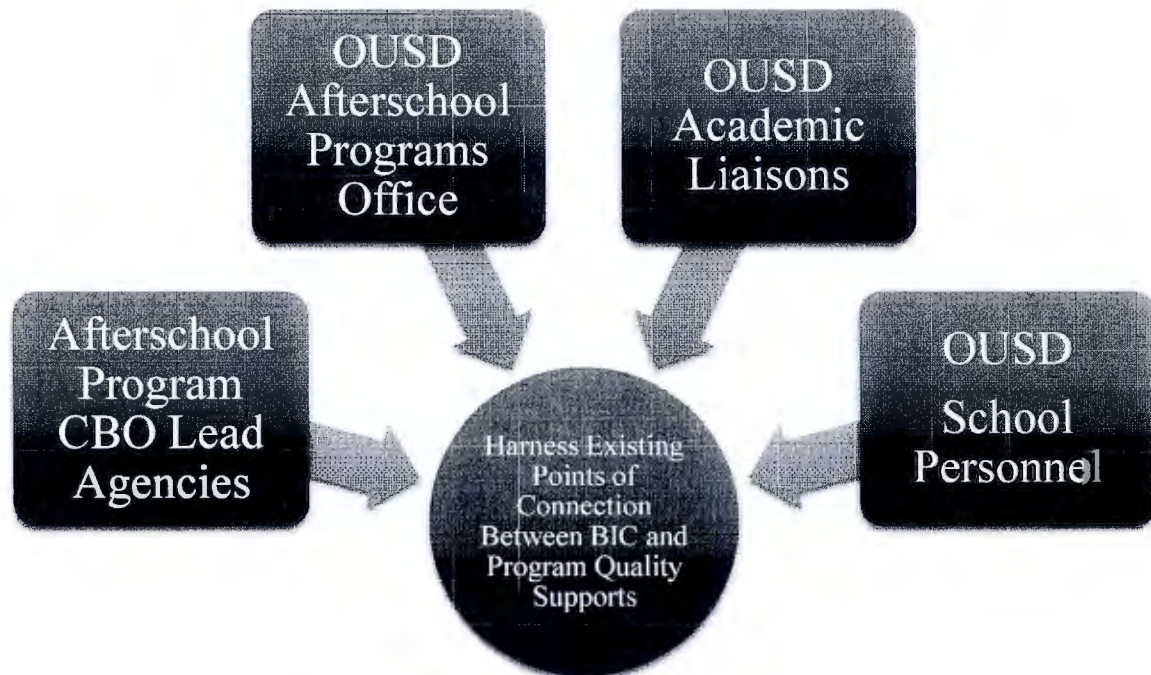 OUSD
Afterschool
Programs
Office
OUSD
Academic
Liaisons
Afterschool
Program
CBO Lead
Agencies
OUSD
School
Personnel
Harness Existing
Points of
Connection
Between BIC and
Program Quality
Supports